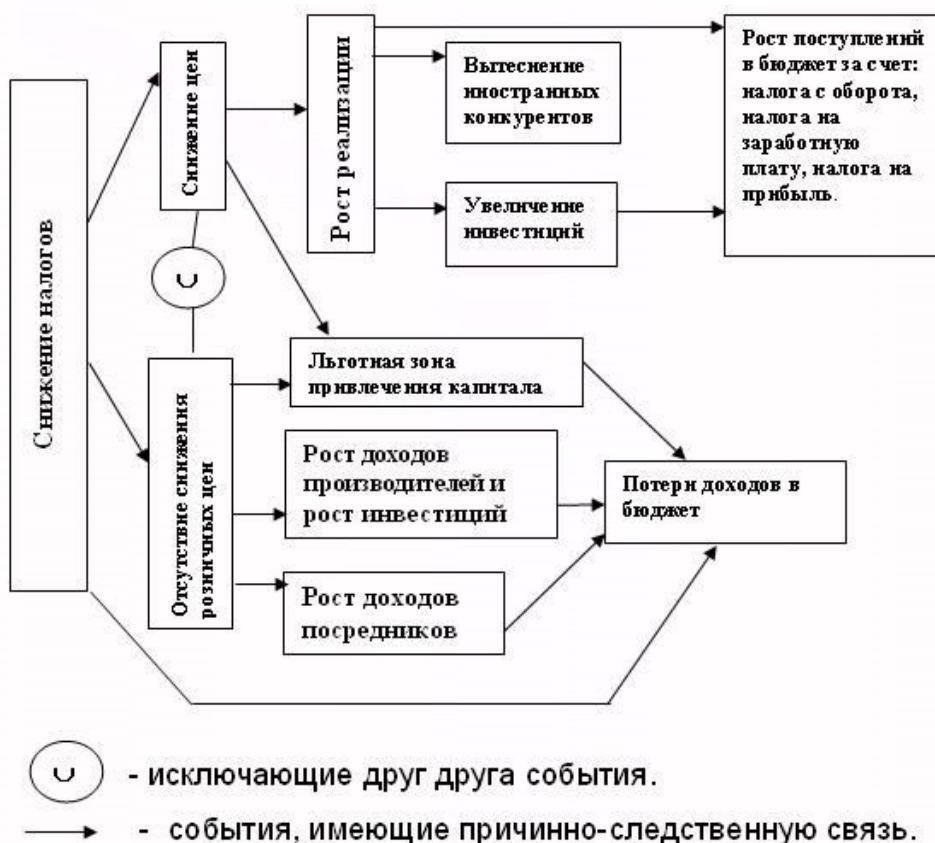 Снижение налогов
Снижение цен
Рост реализации
Вытеснение
иностранных
конкурентов
Увеличение
инвестиций
Рост поступлений
в бюджет за счет:
налога с оборота,
налога на
заработную
плату, налога на
прибыль.
Отсутствие снижения
розничных цен
Льготная зона
привлечения капитала
Рост доходов
производителей и
рост инвестиций
Рост доходов
посредников
Потери доходов в
бюджет
- исключающие друг друга события.
- события, имеющие причинно-следственную связь.